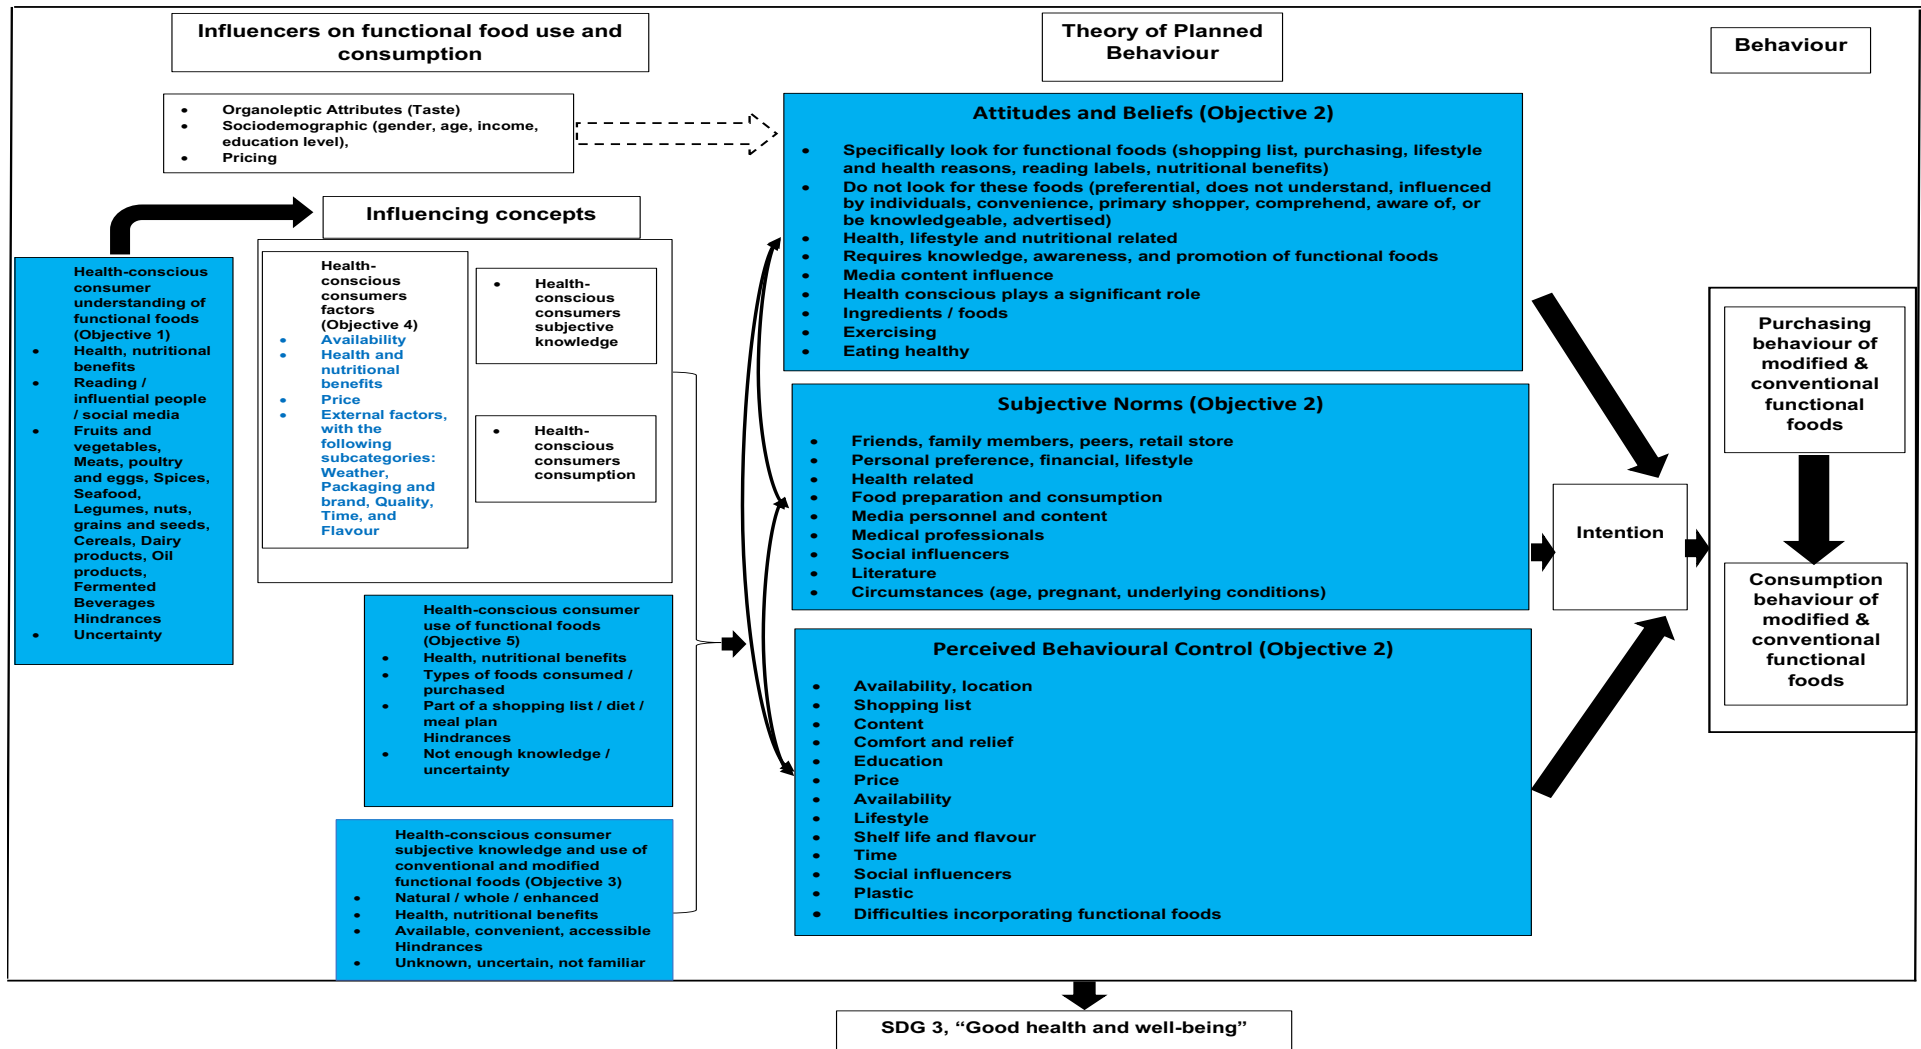 Influencers on functional food use and
consumption
Theory of Planned
Behaviour
Behaviour
• Organoleptic Attributes (Taste)
• Sociodemographic (gender, age, income,
education level),
• Pricing
Influencing concepts
Health-conscious
consumer
understanding of
functional foods
(Objective 1)
• Health, nutritional
benefits
• Reading /
influential people
/ social media
• Fruits and
vegetables,
Meats, poultry
and eggs, Spices,
Seafood,
Legumes, nuts,
grains and seeds,
Cereals, Dairy
products, Oil
products,
Fermented
Beverages
Hindrances
• Uncertainty
Health-
conscious
consumers
factors
(Objective 4)
• Availability
• Health and
nutritional
benefits
• Price
• External factors,
with the
following
subcategories:
Weather,
Packaging and
brand, Quality,
Time, and
Flavour
• Health-
conscious
consumers
subjective
knowledge
• Health-
conscious
consumers
consumption
Health-conscious consumer
use of functional foods
(Objective 5)
• Health, nutritional benefits
• Types of foods consumed /
purchased
• Part of a shopping list / diet /
meal plan
Hindrances
• Not enough knowledge /
uncertainty
Health-conscious consumer
subjective knowledge and use of
conventional and modified
functional foods (Objective 3)
• Natural / whole / enhanced
• Health, nutritional benefits
• Available, convenient, accessible
Hindrances
• Unknown, uncertain, not familiar
Attitudes and Beliefs (Objective 2)
• Specifically look for functional foods (shopping list, purchasing, lifestyle
and health reasons, reading labels, nutritional benefits)
• Do not look for these foods (preferential, does not understand, influenced
by individuals, convenience, primary shopper, comprehend, aware of, or
be knowledgeable, advertised)
• Health, lifestyle and nutritional related
• Requires knowledge, awareness, and promotion of functional foods
• Media content influence
• Health conscious plays a significant role
• Ingredients / foods
• Exercising
• Eating healthy
Subjective Norms (Objective 2)
• Friends, family members, peers, retail store
• Personal preference, financial, lifestyle
• Health related
• Food preparation and consumption
• Media personnel and content
• Medical professionals
• Social influencers
• Literature
• Circumstances (age, pregnant, underlying conditions)
Perceived Behavioural Control (Objective 2)
• Availability, location
• Shopping list
• Content
• Comfort and relief
• Education
• Price
• Availability
• Lifestyle
• Shelf life and flavour
• Time
• Social influencers
• Plastic
• Difficulties incorporating functional foods
Intention
Purchasing
behaviour of
modified &
conventional
functional
foods
Consumption
behaviour of
modified &
conventional
functional
foods
SDG 3, “Good health and well-being”